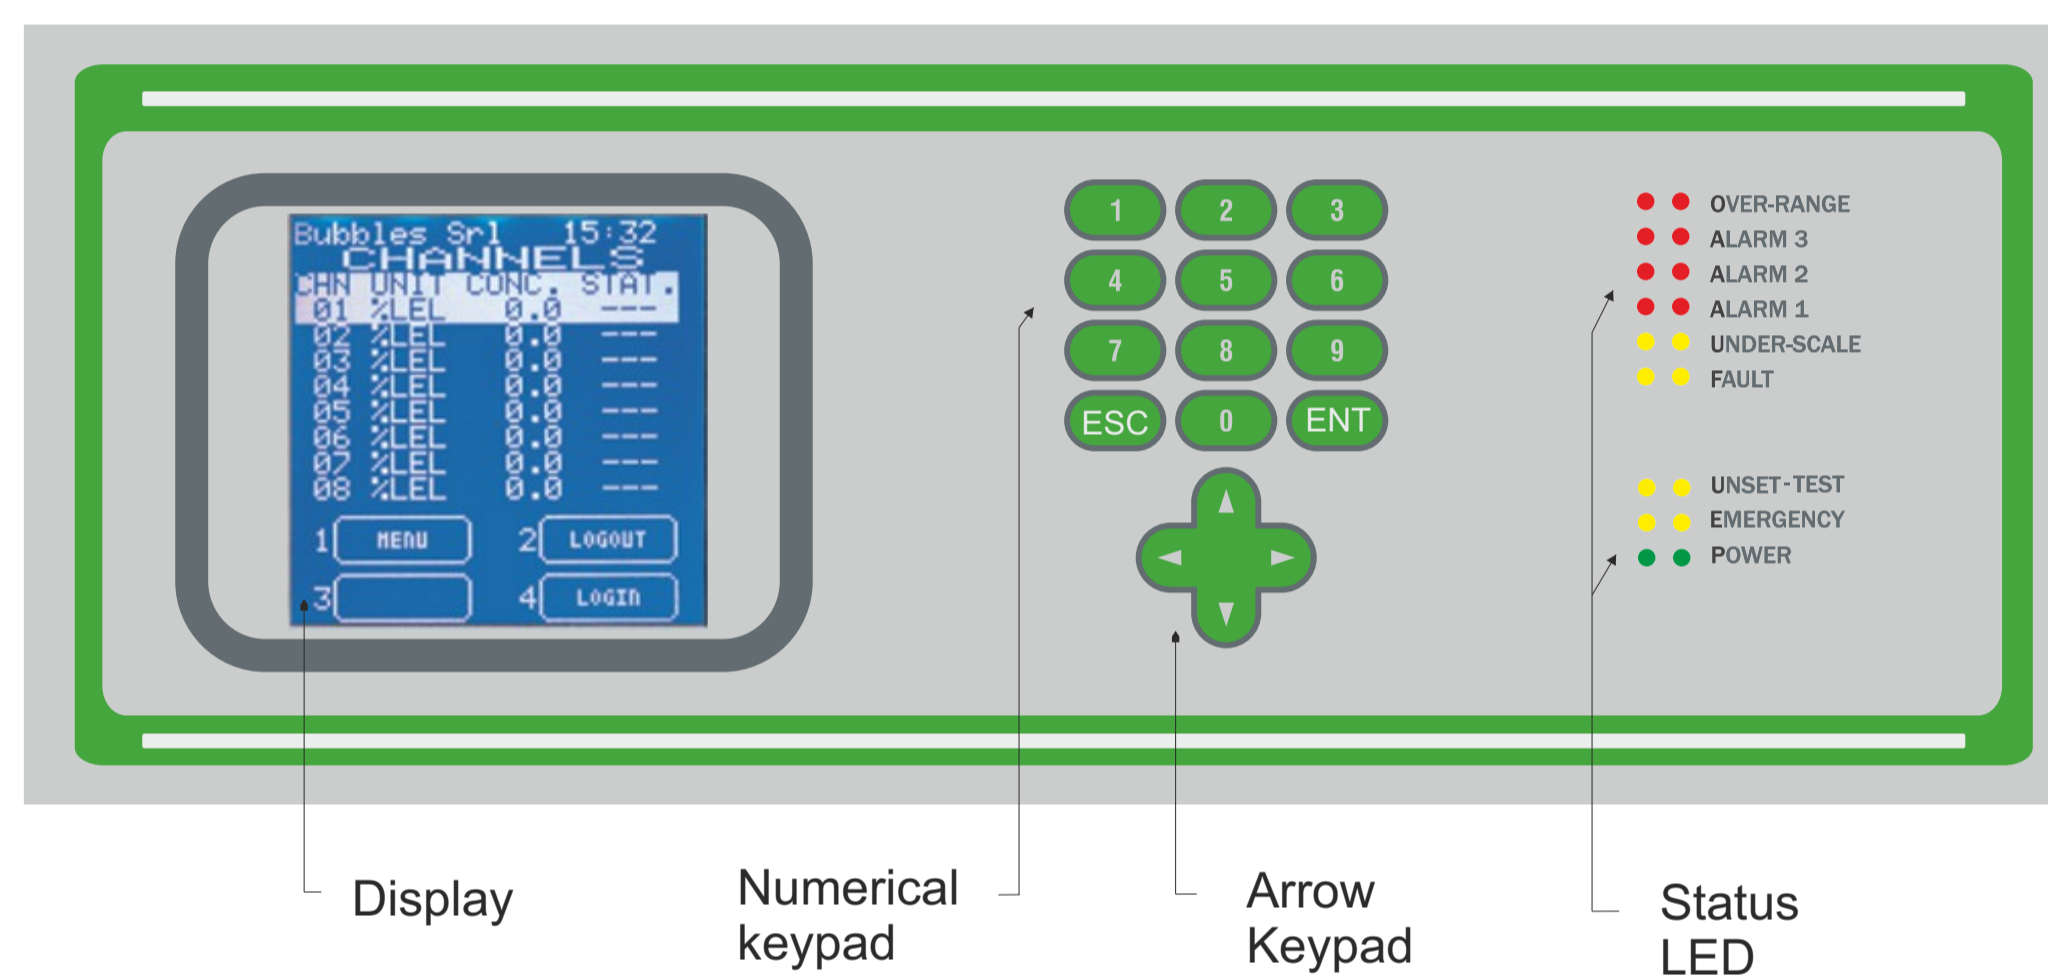 Bubbles Srl 15:32
CHANNELS
CHN UNIT CONC. STAT.
01 %LEL 0.0 ---
02 %LEL 0.0 ---
03 %LEL 0.0 ---
04 %LEL 0.0 ---
05 %LEL 0.0 ---
06 %LEL 0.0 ---
07 %LEL 0.0 ---
08 %LEL 0.0 ---
1 MENU 2 LOGOUT
3 4 LOGIN
1 2 3
4 5 6
7 8 9
ESC 0 ENT
OVER-RANGE
ALARM 3
ALARM 2
ALARM 1
UNDER-SCALE
FAULT
UNSET-TEST
EMERGENCY
POWER
Display
Numerical
keypad
Arrow
Keypad
Status
LED